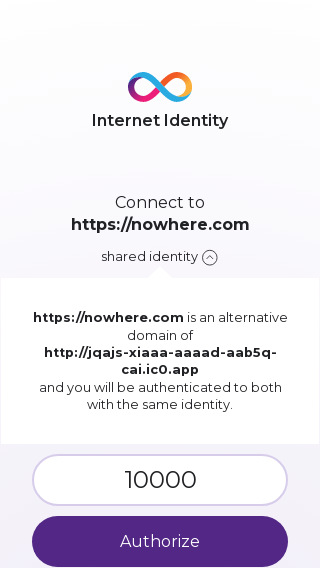 Internet Identity
Connect to
https://nowhere.com
shared identity
https://nowhere.com is an alternative
domain of
http://jqajs-xiaaa-aaaad-aab5q-
cai.ic0.app
and you will be authenticated to both
with the same identity.
10000
Authorize